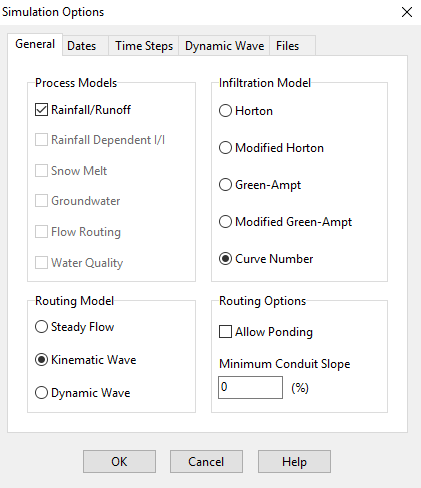 Simulation Options
General Dates Time Steps Dynamic Wave Files
Process Models
Rainfall/Runoff
Rainfall Dependent I/I
Snow Melt
Groundwater
Flow Routing
Water Quality
Infiltration Model
Horton
Modified Horton
Green-Ampt
Modified Green-Ampt
Curve Number
Routing Model
Steady Flow
Kinematic Wave
Dynamic Wave
Routing Options
Allow Ponding
Minimum Conduit Slope
0 (%)
OK Cancel Help